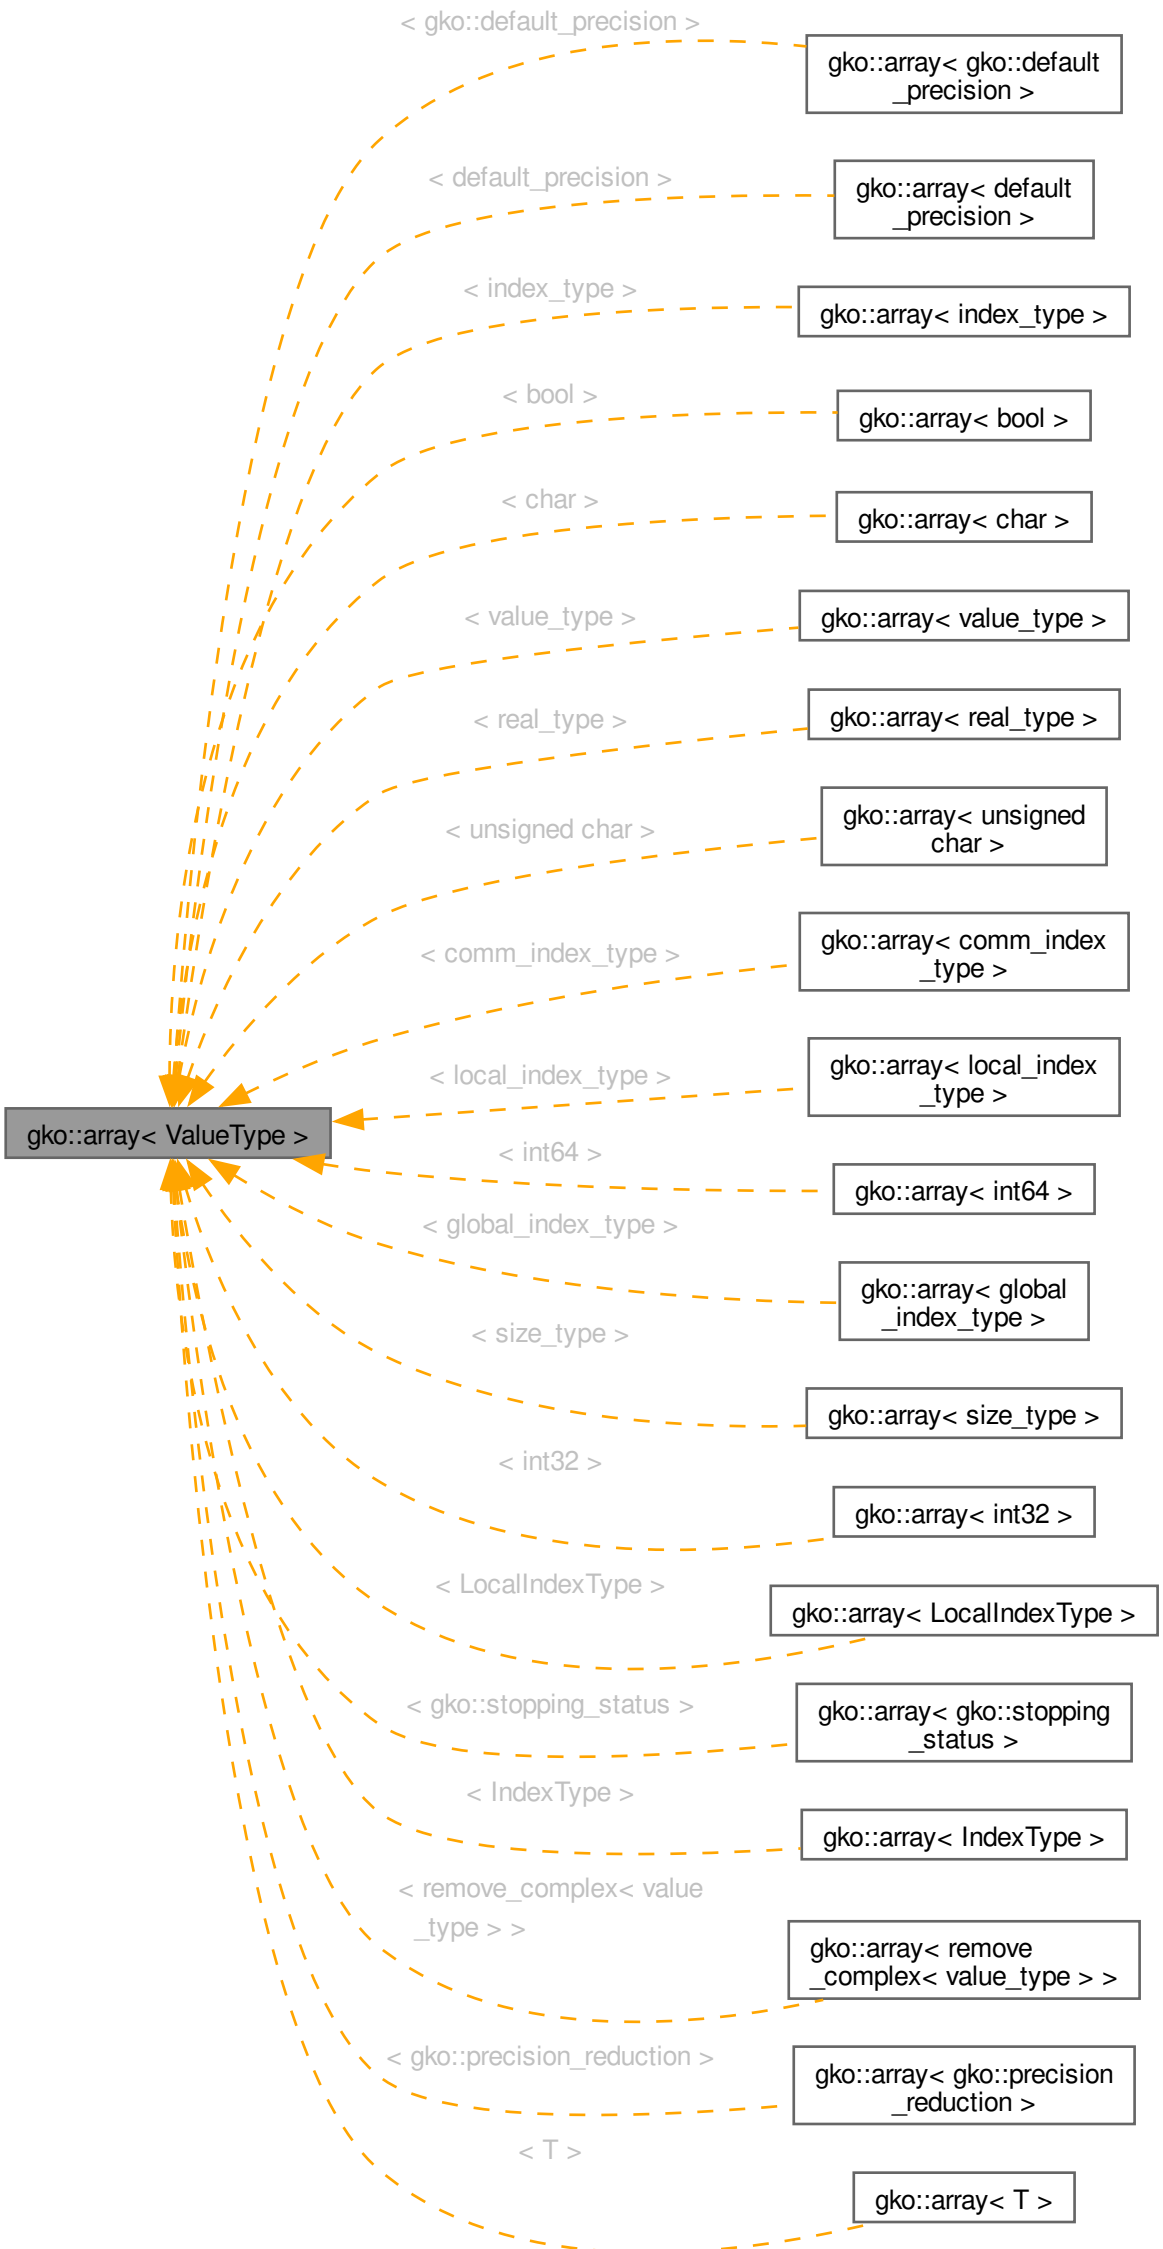 < gko::default_precision >
gko::array< gko::default
_precision >
< default_precision >
gko::array< default
_precision >
< index_type >
gko::array< index_type >
< bool >
gko::array< bool >
< char >
gko::array< char >
< value_type >
gko::array< value_type >
< real_type >
gko::array< real_type >
< unsigned char >
gko::array< unsigned
char >
< comm_index_type >
gko::array< comm_index
_type >
< local_index_type >
gko::array< local_index
_type >
gko::array< ValueType >
< int64 >
gko::array< int64 >
< global_index_type >
gko::array< global
_index_type >
< size_type >
gko::array< size_type >
< int32 >
gko::array< int32 >
< LocalIndexType >
gko::array< LocalIndexType >
< gko::stopping_status >
gko::array< gko::stopping
_status >
< IndexType >
gko::array< IndexType >
< remove_complex< value
_type > >
gko::array< remove
_complex< value_type > >
< gko::precision_reduction >
gko::array< gko::precision
_reduction >
< T >
gko::array< T >